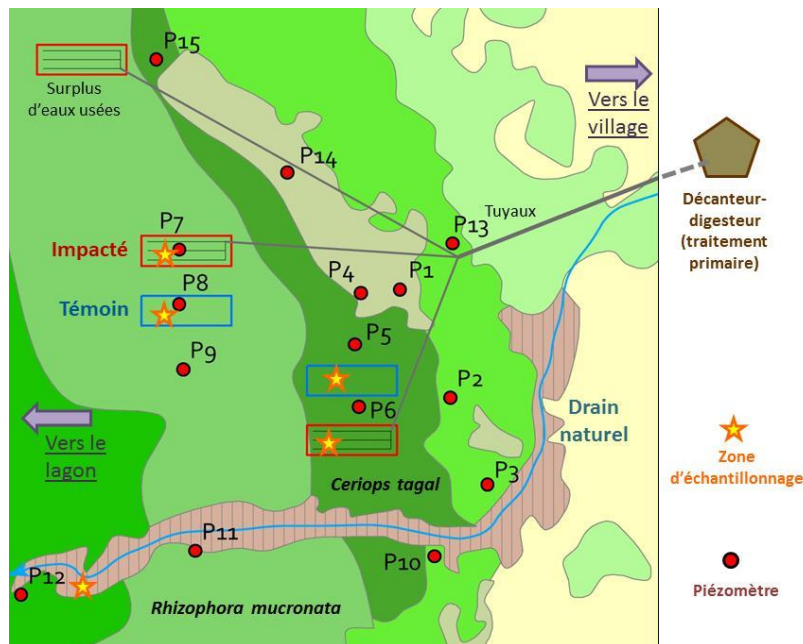 P15
Surplus
d'eaux usées
Vers le
village
P14
Tuyaux
P13
Décanteur-
digesteur
(traitement
primaire)
P7
Impacté
P8
Témoin
P4
P1
P5
P9
P2
P6
Drain
naturel
Vers le
lagon
Zone
d'échantillonnage
P3
Ceriops tagal
P11
P10
P12
Rhizophora mucronata
Piézomètre